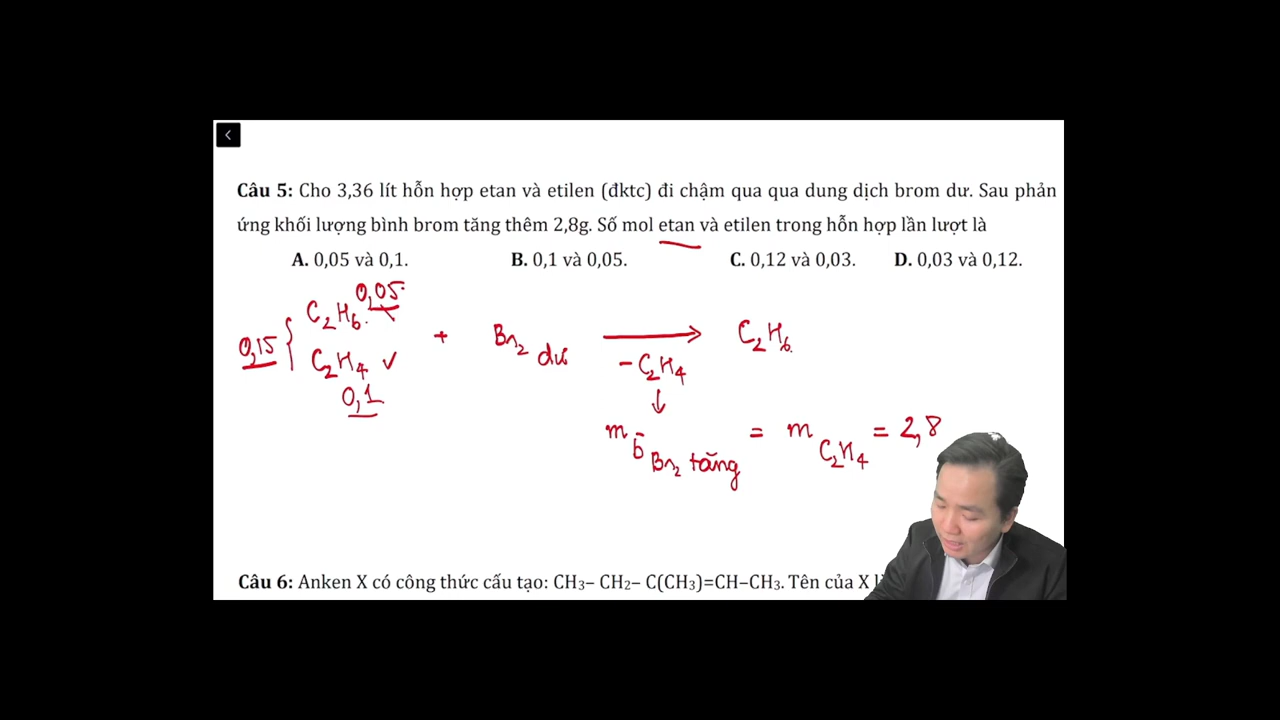 Câu 5: Cho 3,36 lít hỗn hợp etan và etilen (đktc) đi chậm qua qua dung dịch brom dư. Sau phản
ứng khối lượng bình brom tăng thêm 2,8g. Số mol etan và etilen trong hỗn hợp lần lượt là
A. 0,05 và 0,1. B. 0,1 và 0,05. C. 0,12 và 0,03. D. 0,03 và 0,12.
0,05
0,15 { C2H6 + Br2 dư → C2H6
C2H4 ✓ - C2H4
0,1 ↓
m b̄ Br2 tăng = m C2H4 = 2,8
Câu 6: Anken X có công thức cấu tạo: CH3– CH2– C(CH3)=CH–CH3. Tên của X